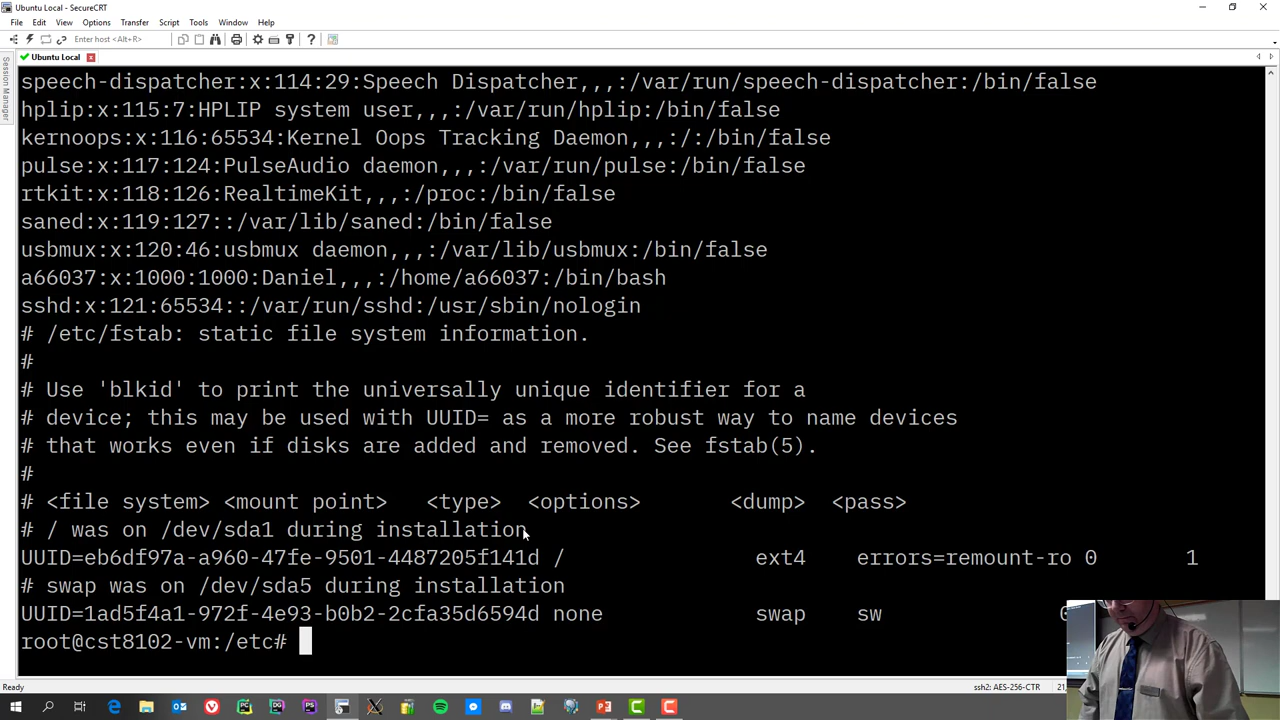 Ubuntu Local - SecureCRT
File Edit View Options Transfer Script Tools Window Help
Enter host <Alt+R>
Session Manager
Ubuntu Local
speech-dispatcher:x:114:29:Speech Dispatcher,,,:/var/run/speech-dispatcher:/bin/false
hplip:x:115:7:HPLIP system user,,,:/var/run/hplip:/bin/false
kernoops:x:116:65534:Kernel Oops Tracking Daemon,,,:/:/bin/false
pulse:x:117:124:PulseAudio daemon,,,:/var/run/pulse:/bin/false
rtkit:x:118:126:RealtimeKit,,,:/proc:/bin/false
saned:x:119:127::/var/lib/saned:/bin/false
usbmux:x:120:46:usbmux daemon,,,:/var/lib/usbmux:/bin/false
a66037:x:1000:1000:Daniel,,,:/home/a66037:/bin/bash
sshd:x:121:65534::/var/run/sshd:/usr/sbin/nologin
# /etc/fstab: static file system information.
#
# Use 'blkid' to print the universally unique identifier for a
# device; this may be used with UUID= as a more robust way to name devices
# that works even if disks are added and removed. See fstab(5).
#
# <file system> <mount point>   <type>  <options>       <dump>  <pass>
# / was on /dev/sda1 during installation
UUID=eb6df97a-a960-47fe-9501-4487205f141d /               ext4    errors=remount-ro 0       1
# swap was on /dev/sda5 during installation
UUID=1ad5f4a1-972f-4e93-b0b2-2cfa35d6594d none            swap    sw
root@cst8102-vm:/etc#
Ready
ssh2: AES-256-CTR